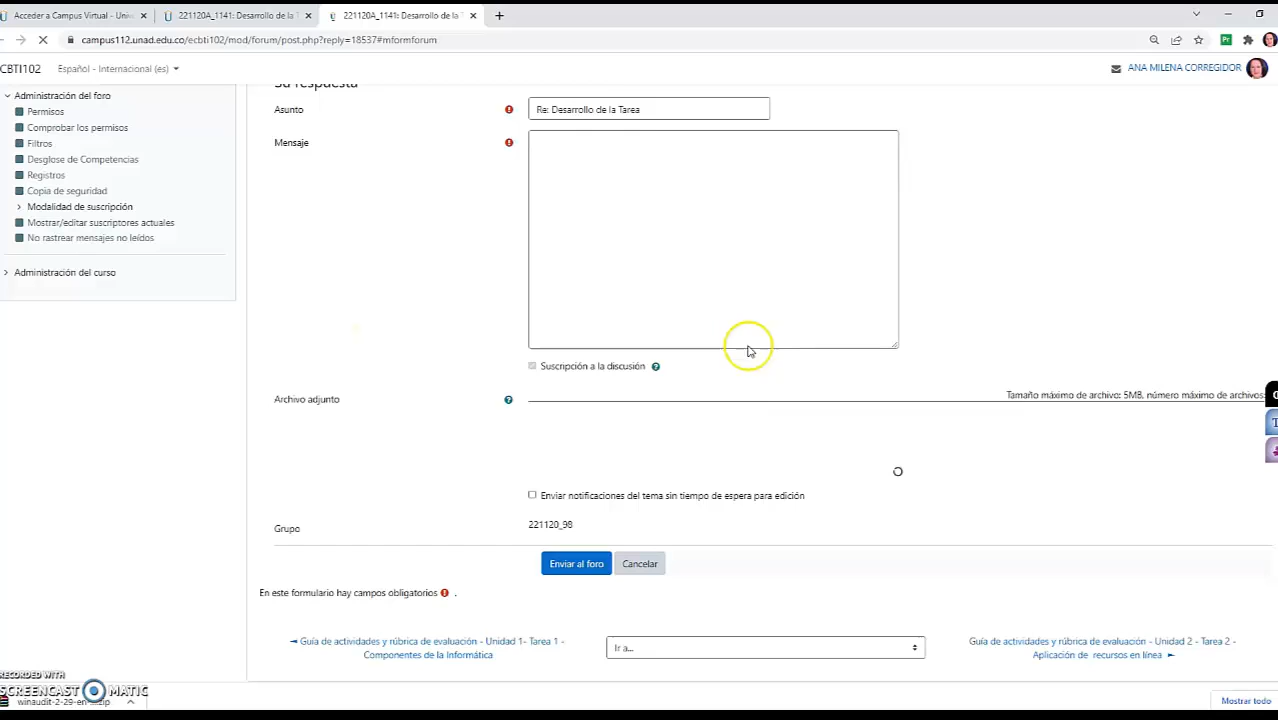 Acceder a Campus Virtual - Univ
221120A_1141: Desarrollo de la T
221120A_1141: Desarrollo de la T
campus112.unad.edu.co/ecbti102/mod/forum/post.php?reply=18537#mformforum
CBTI102
Español - Internacional (es)
ANA MILENA CORREGIDOR
Administración del foro
Permisos
Comprobar los permisos
Filtros
Desglose de Competencias
Registros
Copia de seguridad
Modalidad de suscripción
Mostrar/editar suscriptores actuales
No rastrear mensajes no leídos
Administración del curso
Su respuesta
Asunto
Re: Desarrollo de la Tarea
Mensaje
Suscripción a la discusión
Archivo adjunto
Tamaño máximo de archivo: 5MB, número máximo de archivos:
Enviar notificaciones del tema sin tiempo de espera para edición
Grupo
221120_98
Enviar al foro
Cancelar
En este formulario hay campos obligatorios .
◄ Guía de actividades y rúbrica de evaluación - Unidad 1- Tarea 1 -
Componentes de la Informática
Ir a...
Guía de actividades y rúbrica de evaluación - Unidad 2 - Tarea 2 -
Aplicación de recursos en línea ►
RECORDED WITH
SCREENCAST MATIC
winaudit-2-29-en-....zip
Mostrar todo